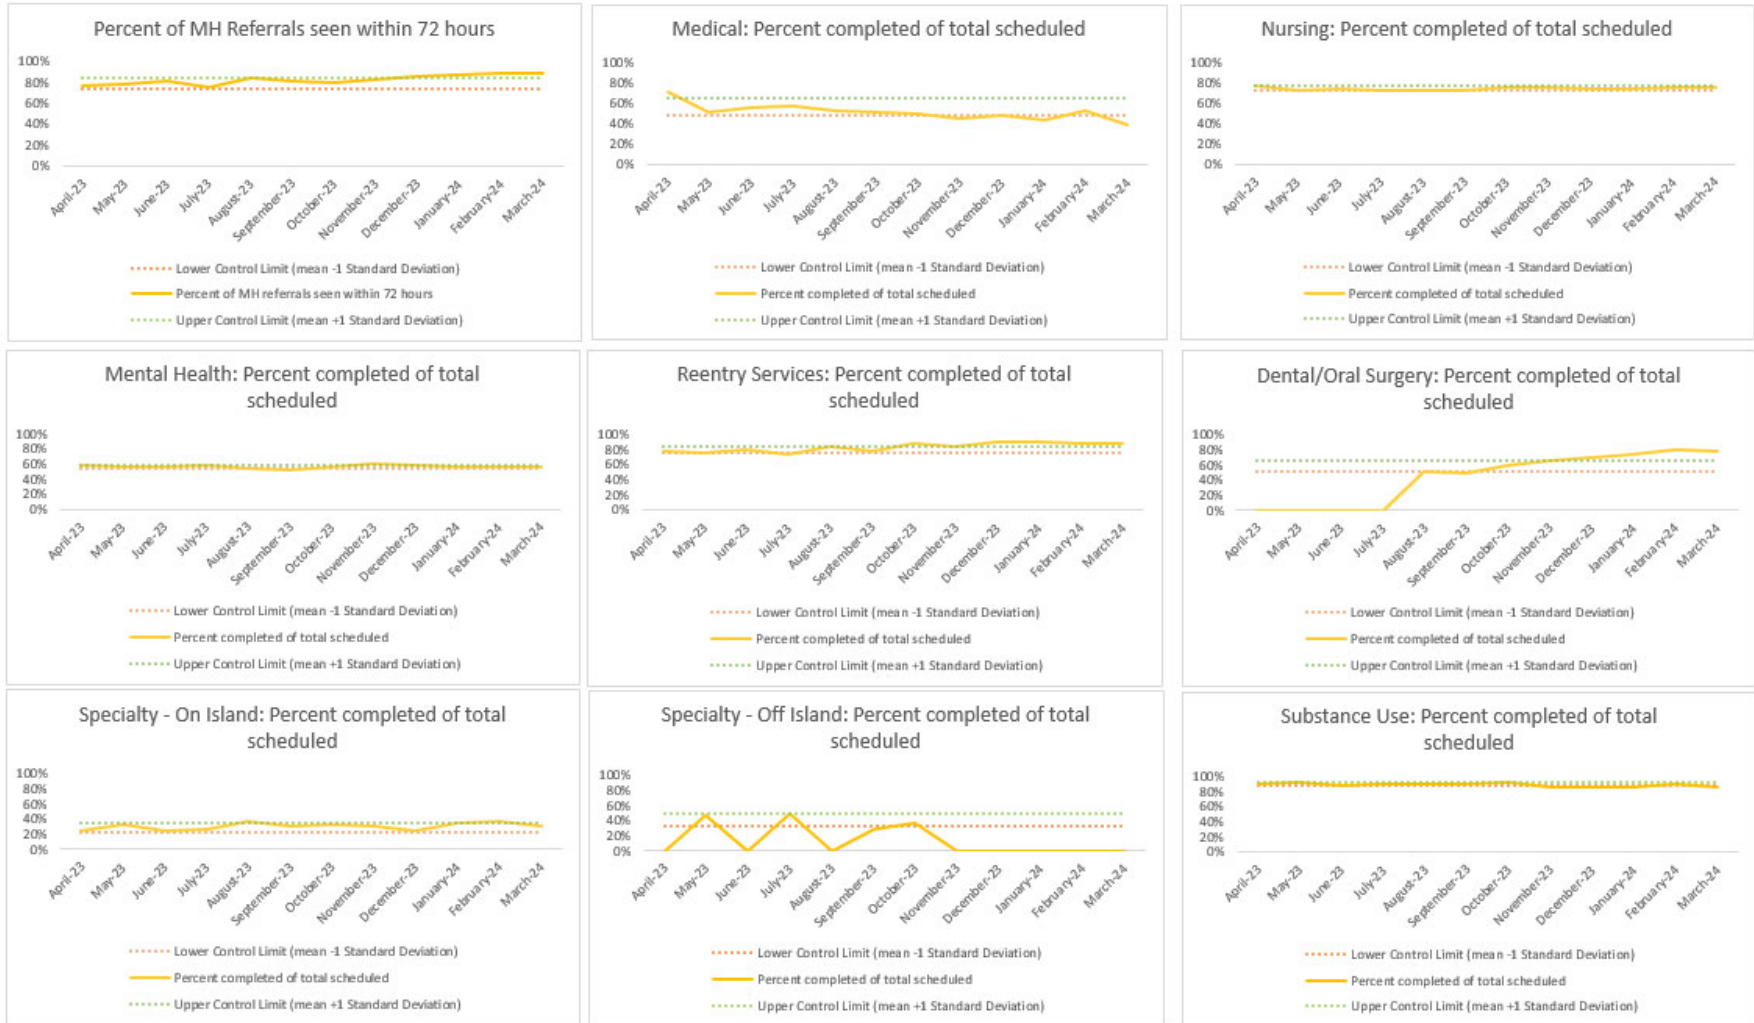 Percent of MH Referrals seen within 72 hours
100%
80%
60%
40%
20%
0%
April-23
May-23
June-23
July-23
August-23
September-23
October-23
November-23
December-23
January-24
February-24
March-24
Lower Control Limit (mean -1 Standard Deviation)
Percent of MH referrals seen within 72 hours
Upper Control Limit (mean +1 Standard Deviation)
Medical: Percent completed of total scheduled
100%
80%
60%
40%
20%
0%
April-23
May-23
June-23
July-23
August-23
September-23
October-23
November-23
December-23
January-24
February-24
March-24
Lower Control Limit (mean -1 Standard Deviation)
Percent completed of total scheduled
Upper Control Limit (mean +1 Standard Deviation)
Nursing: Percent completed of total scheduled
100%
80%
60%
40%
20%
0%
April-23
May-23
June-23
July-23
August-23
September-23
October-23
November-23
December-23
January-24
February-24
March-24
Lower Control Limit (mean -1 Standard Deviation)
Percent completed of total scheduled
Upper Control Limit (mean +1 Standard Deviation)
Mental Health: Percent completed of total
scheduled
100%
80%
60%
40%
20%
0%
April-23
May-23
June-23
July-23
August-23
September-23
October-23
November-23
December-23
January-24
February-24
March-24
Lower Control Limit (mean -1 Standard Deviation)
Percent completed of total scheduled
Upper Control Limit (mean +1 Standard Deviation)
Reentry Services: Percent completed of total
scheduled
100%
80%
60%
40%
20%
0%
April-23
May-23
June-23
July-23
August-23
September-23
October-23
November-23
December-23
January-24
February-24
March-24
Lower Control Limit (mean -1 Standard Deviation)
Percent completed of total scheduled
Upper Control Limit (mean +1 Standard Deviation)
Dental/Oral Surgery: Percent completed of total
scheduled
100%
80%
60%
40%
20%
0%
April-23
May-23
June-23
July-23
August-23
September-23
October-23
November-23
December-23
January-24
February-24
March-24
Lower Control Limit (mean -1 Standard Deviation)
Percent completed of total scheduled
Upper Control Limit (mean +1 Standard Deviation)
Specialty - On Island: Percent completed of total
scheduled
100%
80%
60%
40%
20%
0%
April-23
May-23
June-23
July-23
August-23
September-23
October-23
November-23
December-23
January-24
February-24
March-24
Lower Control Limit (mean -1 Standard Deviation)
Percent completed of total scheduled
Upper Control Limit (mean +1 Standard Deviation)
Specialty - Off Island: Percent completed of total
scheduled
100%
80%
60%
40%
20%
0%
April-23
May-23
June-23
July-23
August-23
September-23
October-23
November-23
December-23
January-24
February-24
March-24
Lower Control Limit (mean -1 Standard Deviation)
Percent completed of total scheduled
Upper Control Limit (mean +1 Standard Deviation)
Substance Use: Percent completed of total
scheduled
100%
80%
60%
40%
20%
0%
April-23
May-23
June-23
July-23
August-23
September-23
October-23
November-23
December-23
January-24
February-24
March-24
Lower Control Limit (mean -1 Standard Deviation)
Percent completed of total scheduled
Upper Control Limit (mean +1 Standard Deviation)